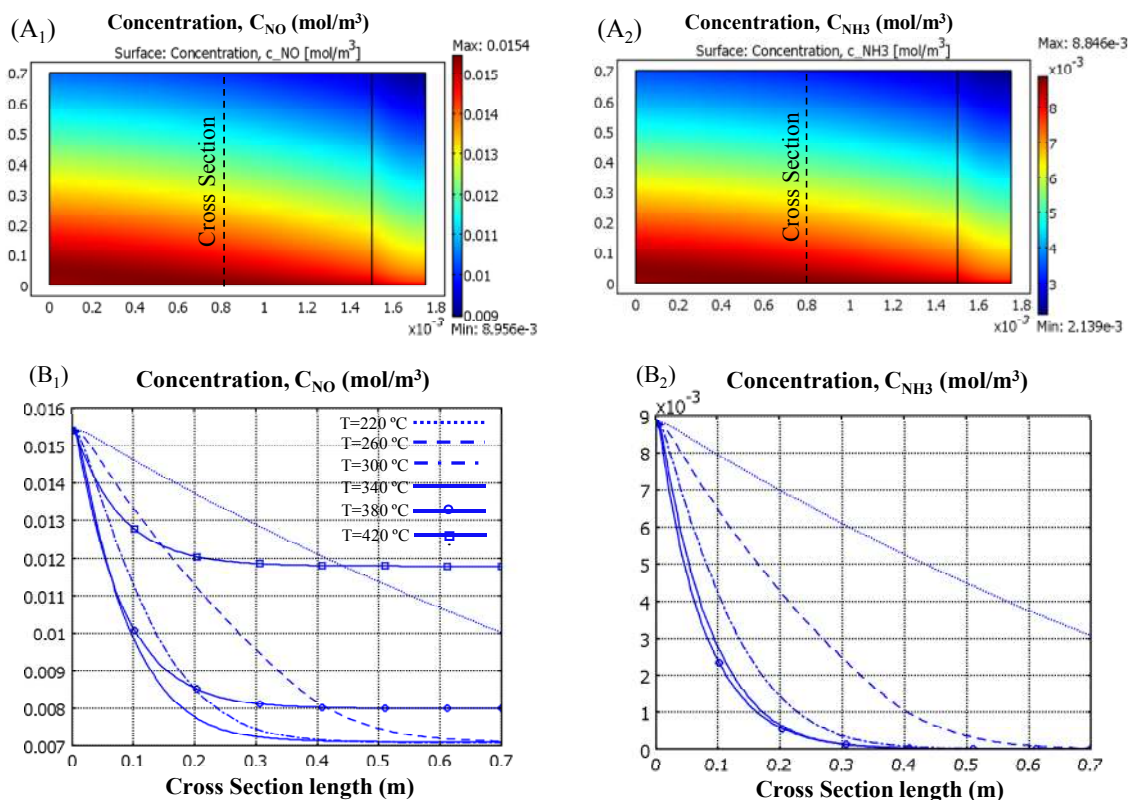 (A1)
Concentration, CNO (mol/m³)
Surface: Concentration, c_NO [mol/m³]
Max: 0.0154
0.7
0.6
0.5
0.4
0.3
0.2
0.1
0
Cross Section
0 0.2 0.4 0.6 0.8 1 1.2 1.4 1.6 1.8
x10⁻³
0.015
0.014
0.013
0.012
0.011
0.01
0.009
Min: 8.956e-3
(A2)
Concentration, CNH3 (mol/m³)
Surface: Concentration, c_NH3 [mol/m³]
Max: 8.846e-3
x10⁻³
0.7
0.6
0.5
0.4
0.3
0.2
0.1
0
Cross Section
0 0.2 0.4 0.6 0.8 1 1.2 1.4 1.6 1.8
x10⁻³
8
7
6
5
4
3
Min: 2.139e-3
(B1)
Concentration, CNO (mol/m³)
0.016
0.015
0.014
0.013
0.012
0.011
0.01
0.009
0.008
0.007
T=220 ºC
T=260 ºC
T=300 ºC
T=340 ºC
T=380 ºC
T=420 ºC
0 0.1 0.2 0.3 0.4 0.5 0.6 0.7
Cross Section length (m)
(B2)
Concentration, CNH3 (mol/m³)
x10⁻³
9
8
7
6
5
4
3
2
1
0
0 0.1 0.2 0.3 0.4 0.5 0.6 0.7
Cross Section length (m)